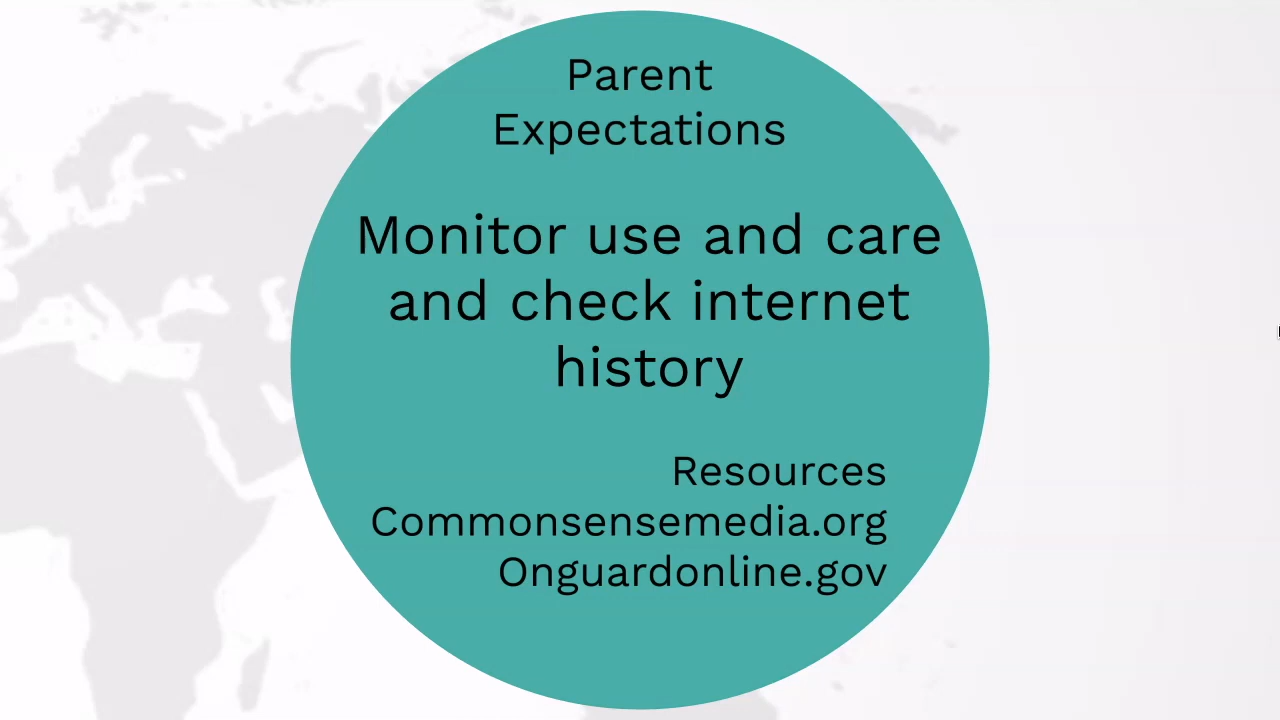 Parent
Expectations
Monitor use and care
and check internet
history
Resources
Commonsensemedia.org
Onguardonline.gov